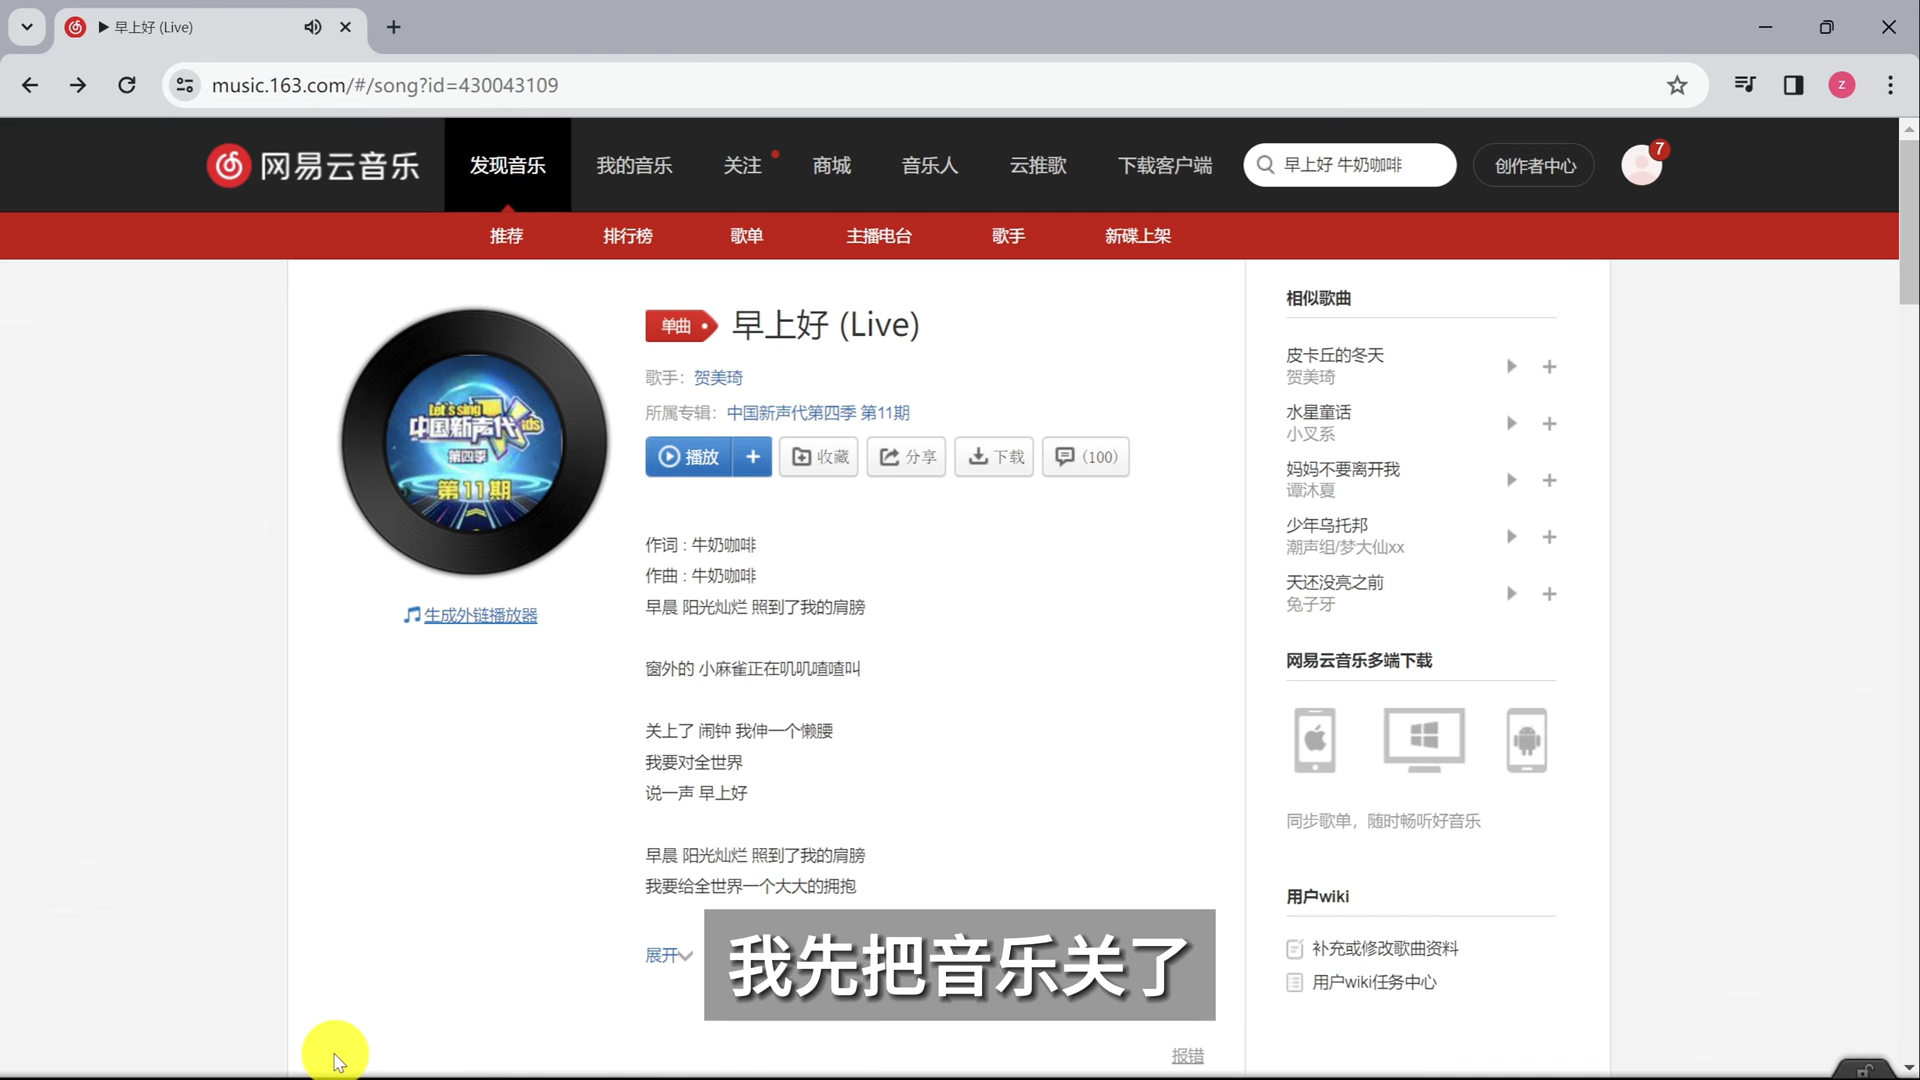 ▶ 早上好 (Live)
music.163.com/#/song?id=430043109
z
网易云音乐
发现音乐
我的音乐
关注
商城
音乐人
云推歌
下载客户端
早上好 牛奶咖啡
创作者中心
7
推荐
排行榜
歌单
主播电台
歌手
新碟上架
Let's sing
中国新声代
kids
第四季
第11期
生成外链播放器
单曲
早上好 (Live)
歌手：贺美琦
所属专辑：中国新声代第四季 第11期
播放
+
收藏
分享
下载
(100)
作词 : 牛奶咖啡
作曲 : 牛奶咖啡
早晨 阳光灿烂 照到了我的肩膀
窗外的 小麻雀正在叽叽喳喳叫
关上了 闹钟 我伸一个懒腰
我要对全世界
说一声 早上好
早晨 阳光灿烂 照到了我的肩膀
我要给全世界一个大大的拥抱
展开
我先把音乐关了
报错
相似歌曲
皮卡丘的冬天
贺美琦
水星童话
小叉系
妈妈不要离开我
谭沐夏
少年乌托邦
潮声组/梦大仙xx
天还没亮之前
兔子牙
网易云音乐多端下载
同步歌单，随时畅听好音乐
用户wiki
补充或修改歌曲资料
用户wiki任务中心